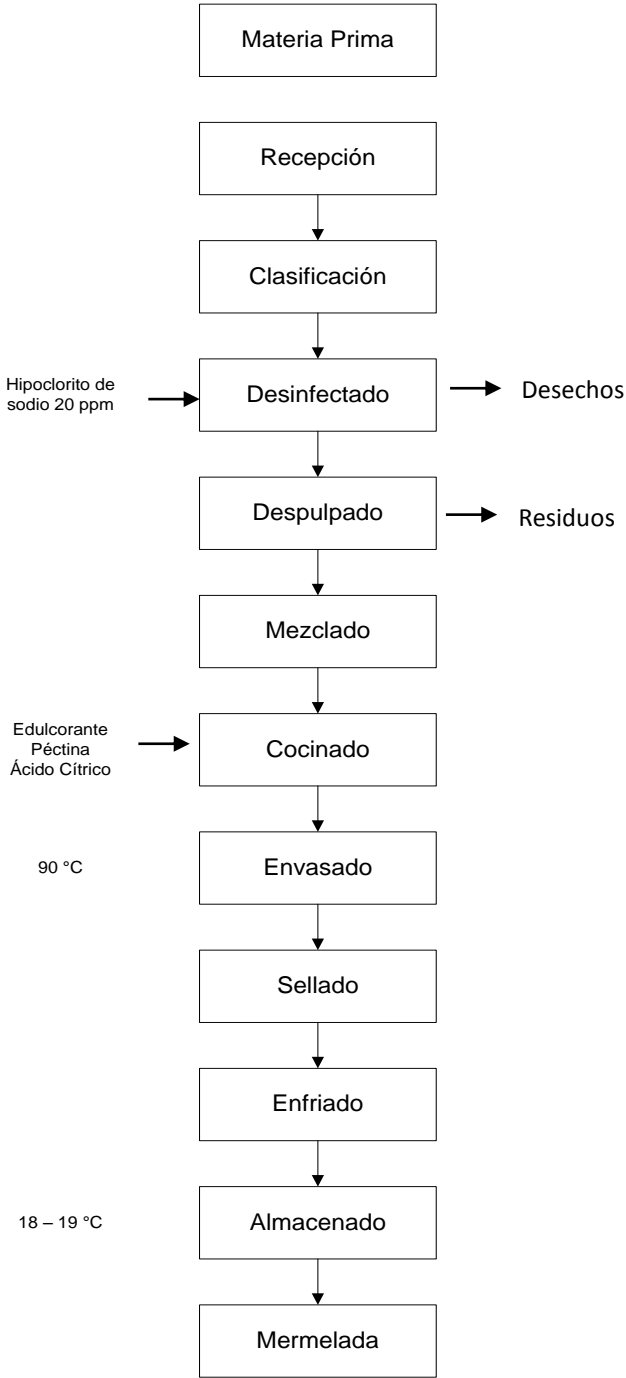 Materia Prima
Recepción
Clasificación
Hipoclorito de
sodio 20 ppm
Desinfectado
Desechos
Despulpado
Residuos
Mezclado
Edulcorante
Péctina
Ácido Cítrico
Cocinado
90 °C
Envasado
Sellado
Enfriado
18 – 19 °C
Almacenado
Mermelada